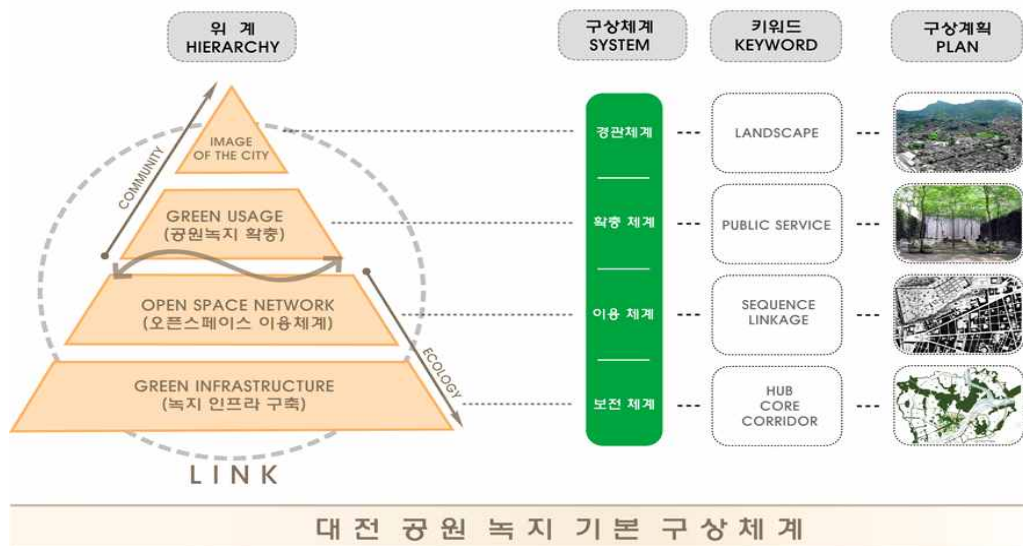 위 계
HIERARCHY
구상체계
SYSTEM
키워드
KEYWORD
구상계획
PLAN
COMMUNITY
IMAGE
OF THE CITY
GREEN USAGE
(공원녹지 확충)
OPEN SPACE NETWORK
(오픈스페이스 이용체계)
GREEN INFRASTRUCTURE
(녹지 인프라 구축)
ECOLOGY
LINK
경관체계
LANDSCAPE
확충 체계
PUBLIC SERVICE
이용 체계
SEQUENCE
LINKAGE
보전 체계
HUB
CORE
CORRIDOR
대전 공원 녹지 기본 구상체계